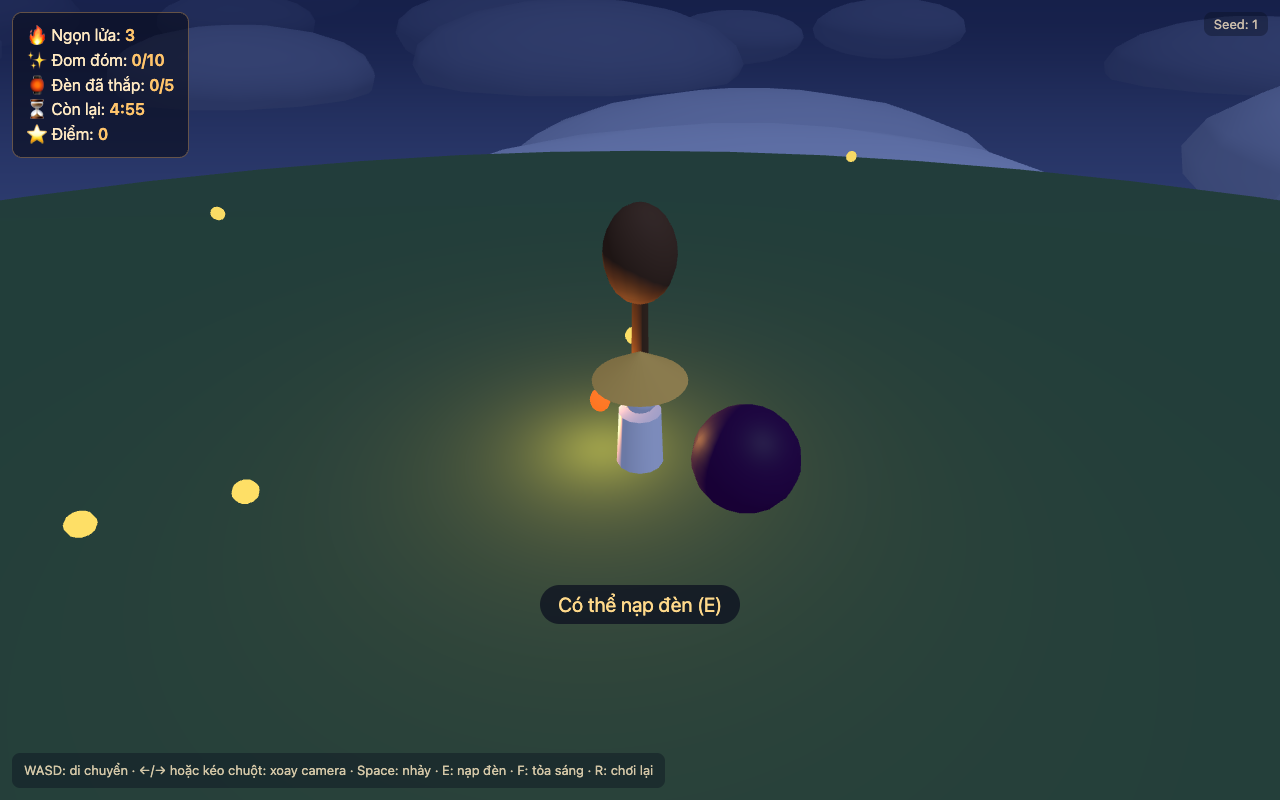 🔥 Ngọn lửa: 3
✨ Đom đóm: 0/10
🏮 Đèn đã thắp: 0/5
⏳ Còn lại: 4:55
⭐ Điểm: 0
Seed: 1
Có thể nạp đèn (E)
WASD: di chuyển · ←/→ hoặc kéo chuột: xoay camera · Space: nhảy · E: nạp đèn · F: tỏa sáng · R: chơi lại